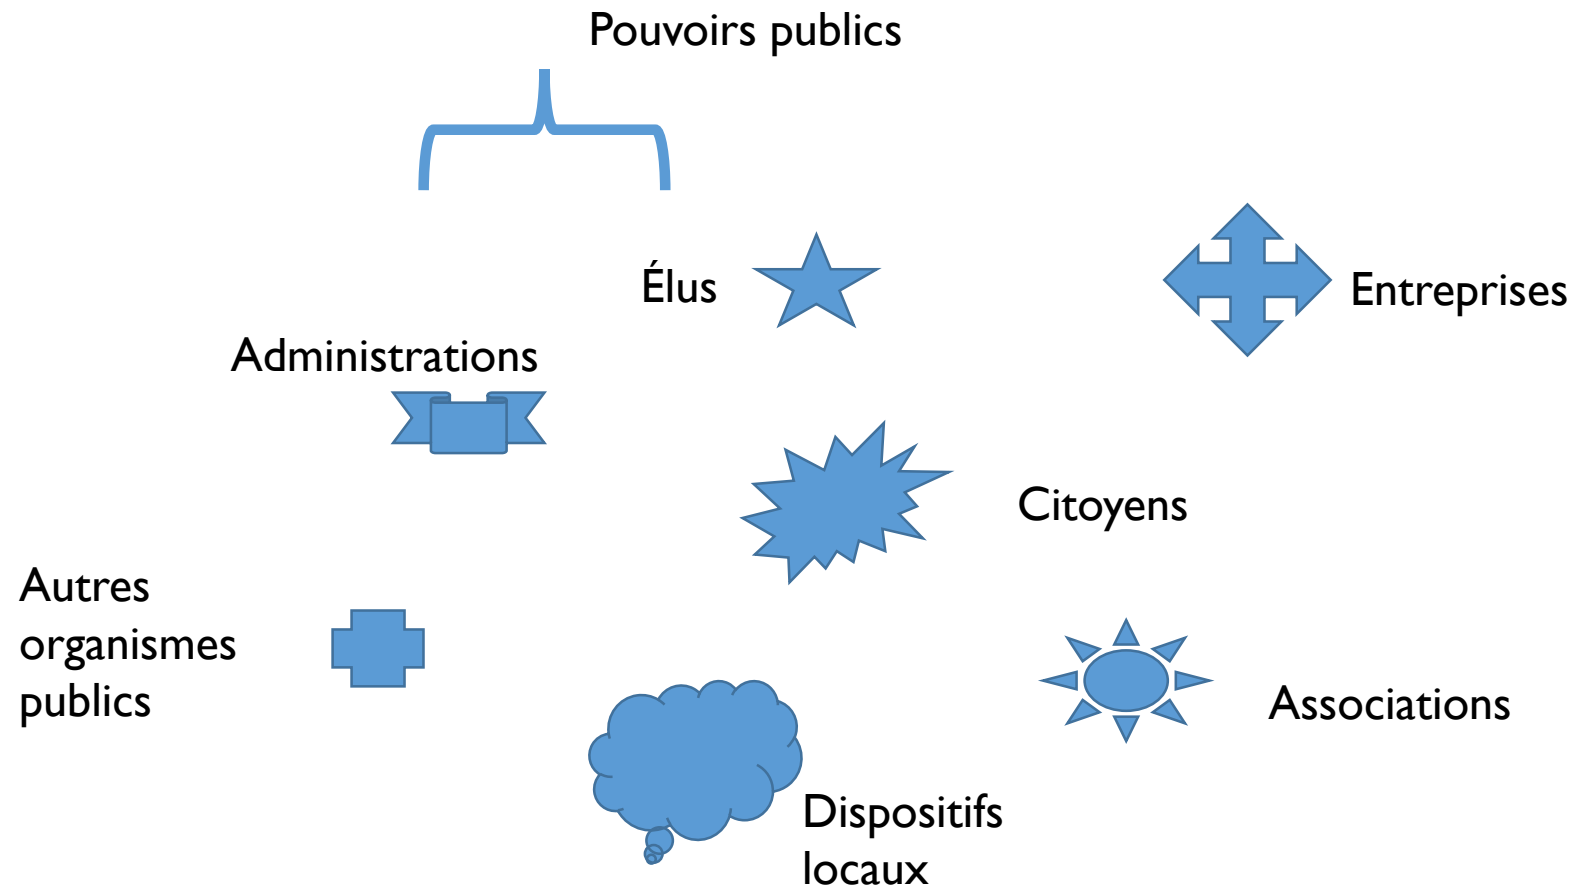 Pouvoirs publics
Élus
Entreprises
Administrations
Citoyens
Autres
organismes
publics
Associations
Dispositifs
locaux